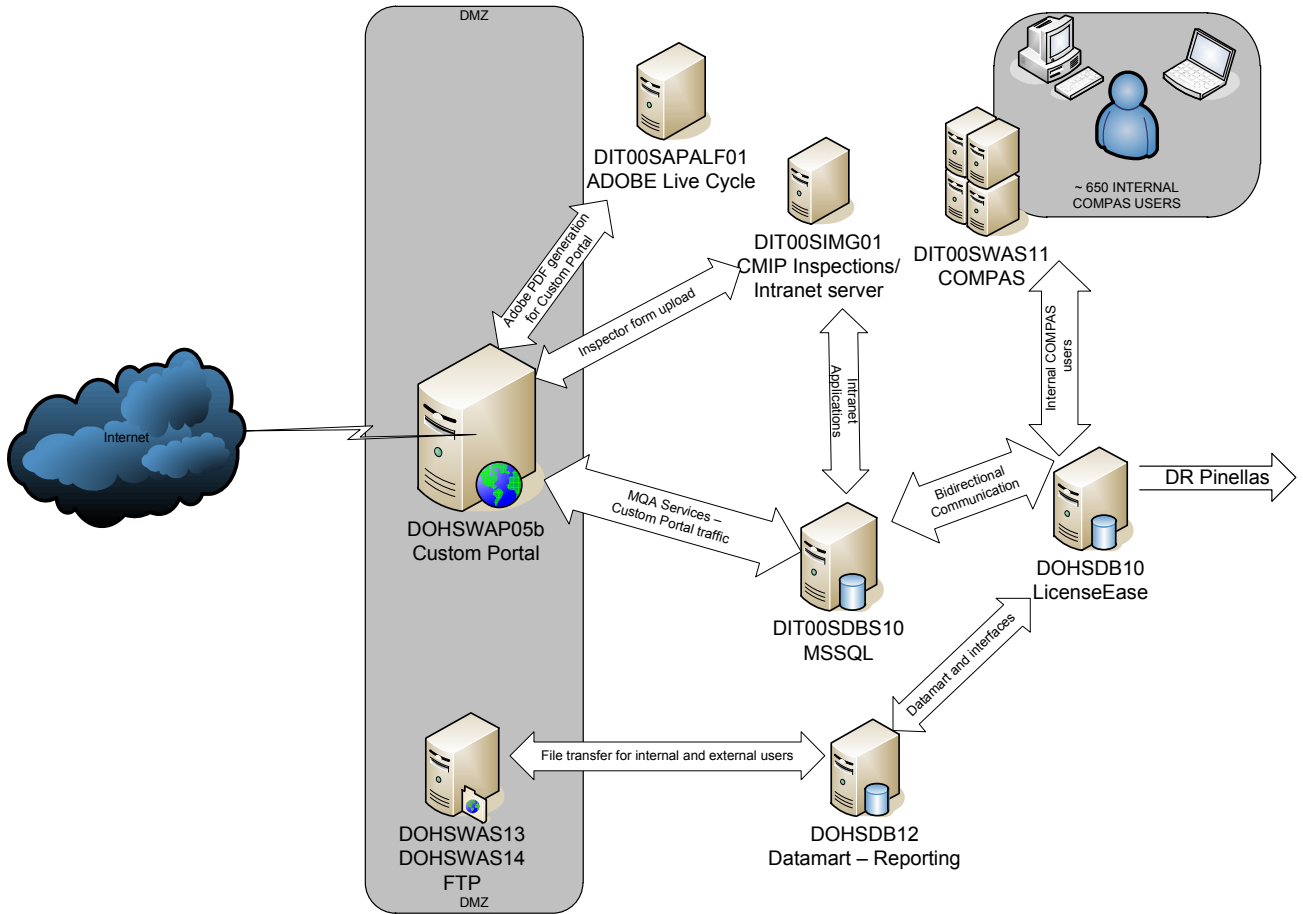 DMZ
DIT00SAPALF01
ADOBE Live Cycle
DIT00SIMG01
CMIP Inspections/
Intranet server
DIT00SWAS11
COMPAS
~ 650 INTERNAL
COMPAS USERS
Adobe PDF generation
for Custom Portal
Inspector form upload
Intranet
Applications
Internal COMPAS
users
Internet
DOHSWAP05b
Custom Portal
MQA Services –
Custom Portal traffic
Bidirectional
Communication
DR Pinellas
DIT00SDBS10
MSSQL
DOHSDB10
LicenseEase
Datamart and interfaces
File transfer for internal and external users
DOHSWAS13
DOHSWAS14
FTP
DOHSDB12
Datamart – Reporting
DMZ